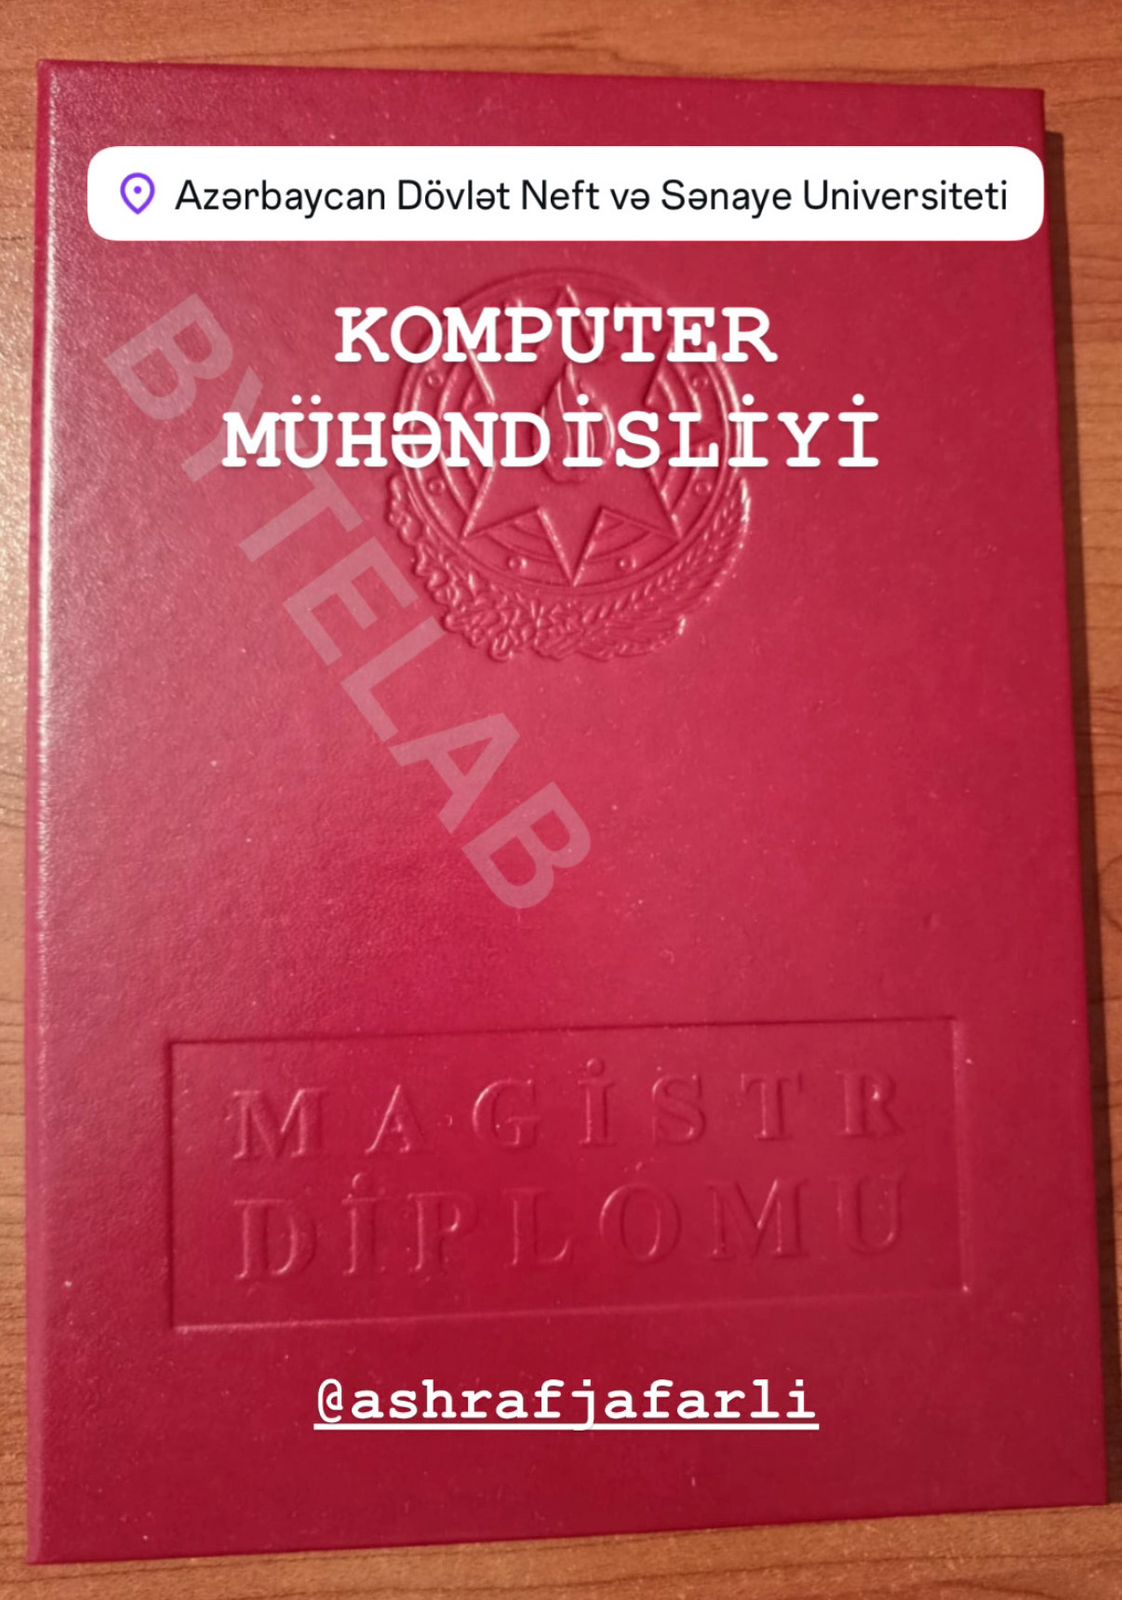 Azərbaycan Dövlət Neft və Sənaye Universiteti
KOMPUTER
MÜHƏNDİSLİYİ
BYTELAB
MAGİSTR
DİPLOMU
@ashrafjafarli